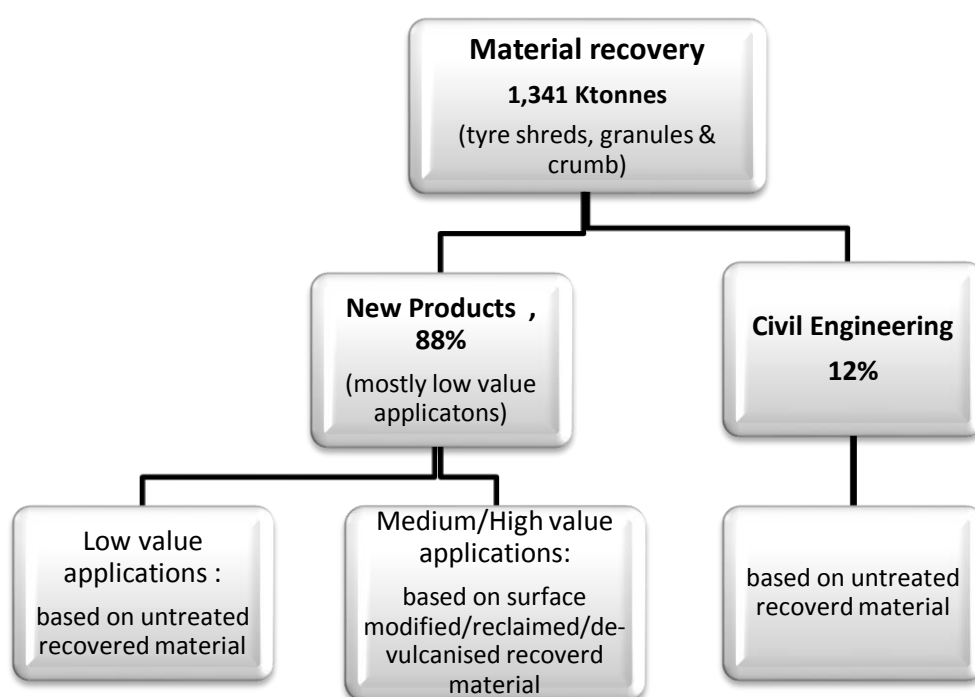 Material recovery
1,341 Ktonnes
(tyre shreds, granules &
crumb)
New Products ,
88%
(mostly low value
applicatons)
Civil Engineering
12%
Low value
applications :
based on untreated
recovered material
Medium/High value
applications:
based on surface
modified/reclaimed/de-
vulcanised recoverd
material
based on untreated
recoverd material